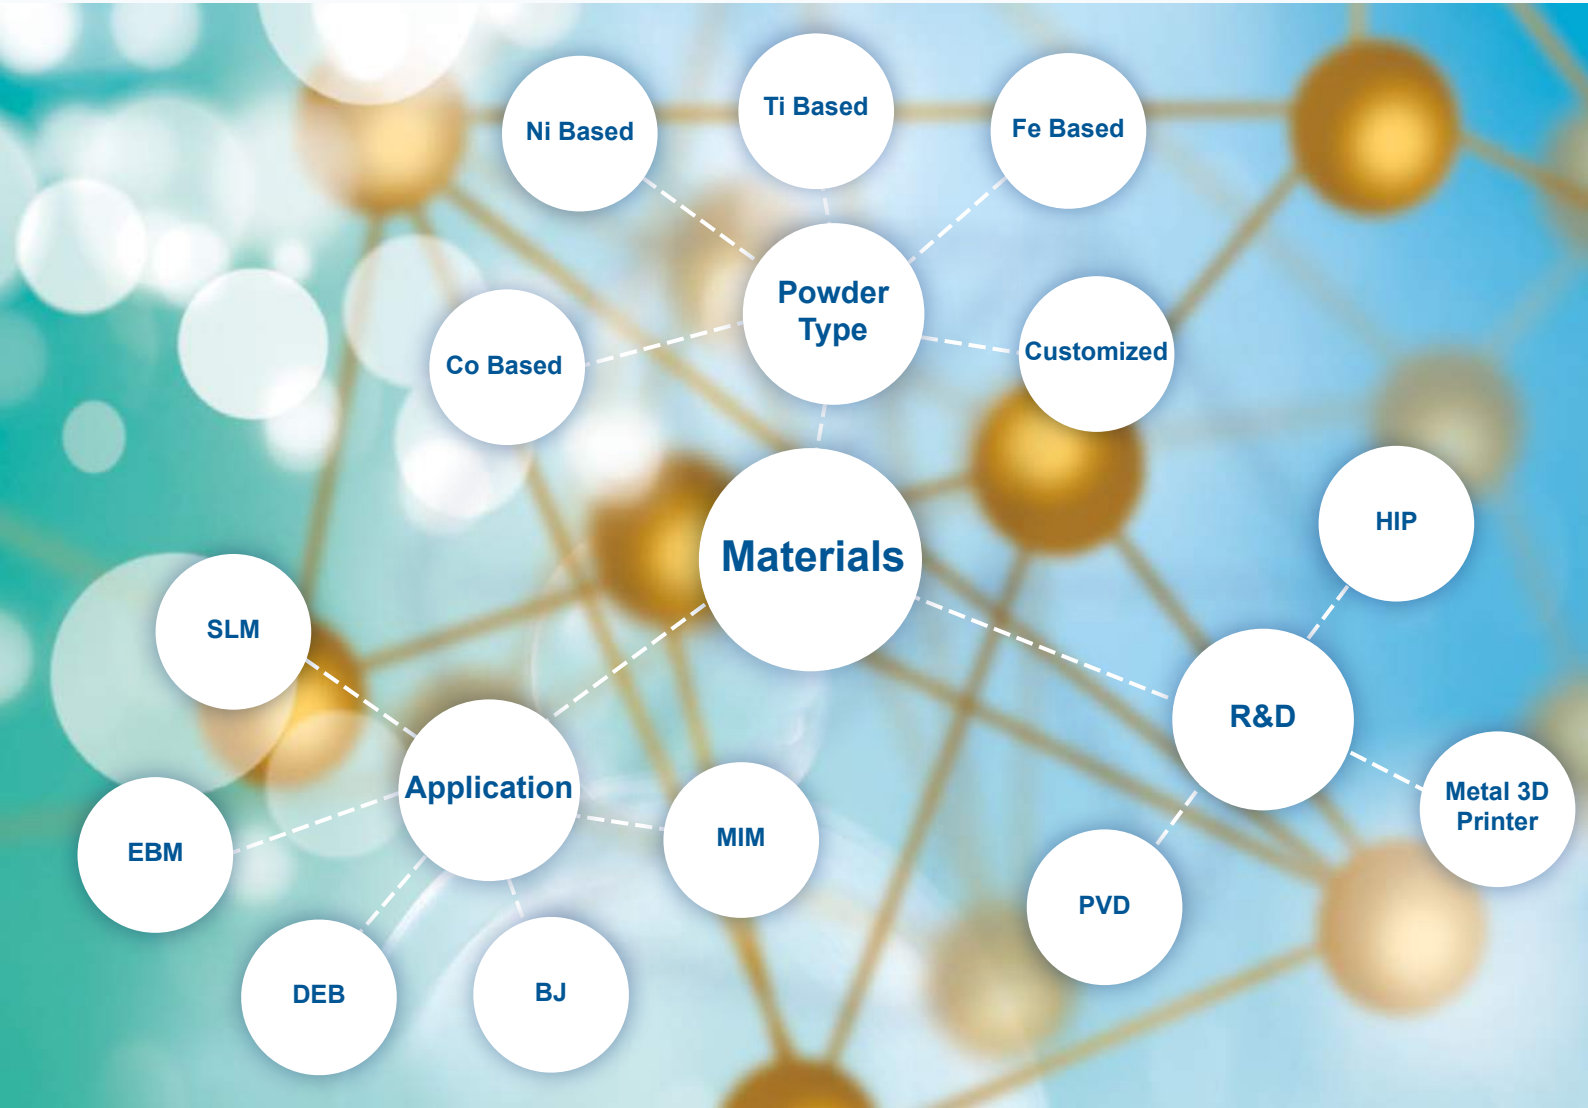 Ti Based
Ni Based
Fe Based
Powder
Type
Co Based
Customized
Materials
HIP
SLM
R&D
Application
Metal 3D
Printer
EBM
MIM
PVD
DEB
BJ